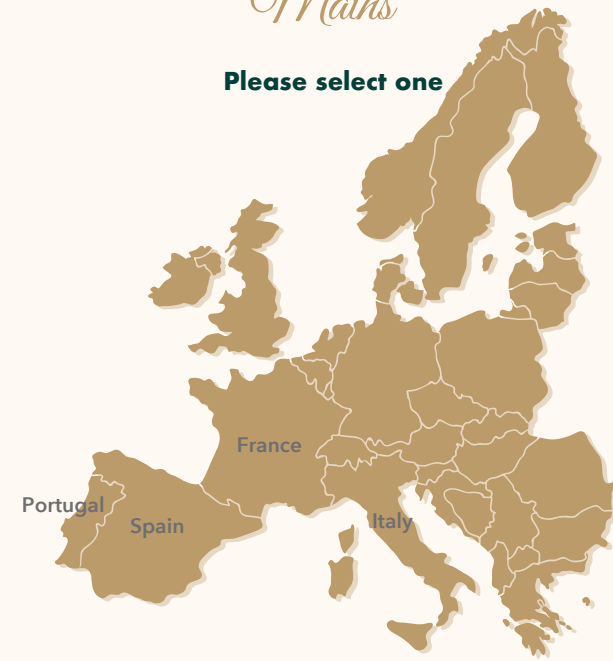 Mains
Please select one
France
Portugal
Spain
Italy